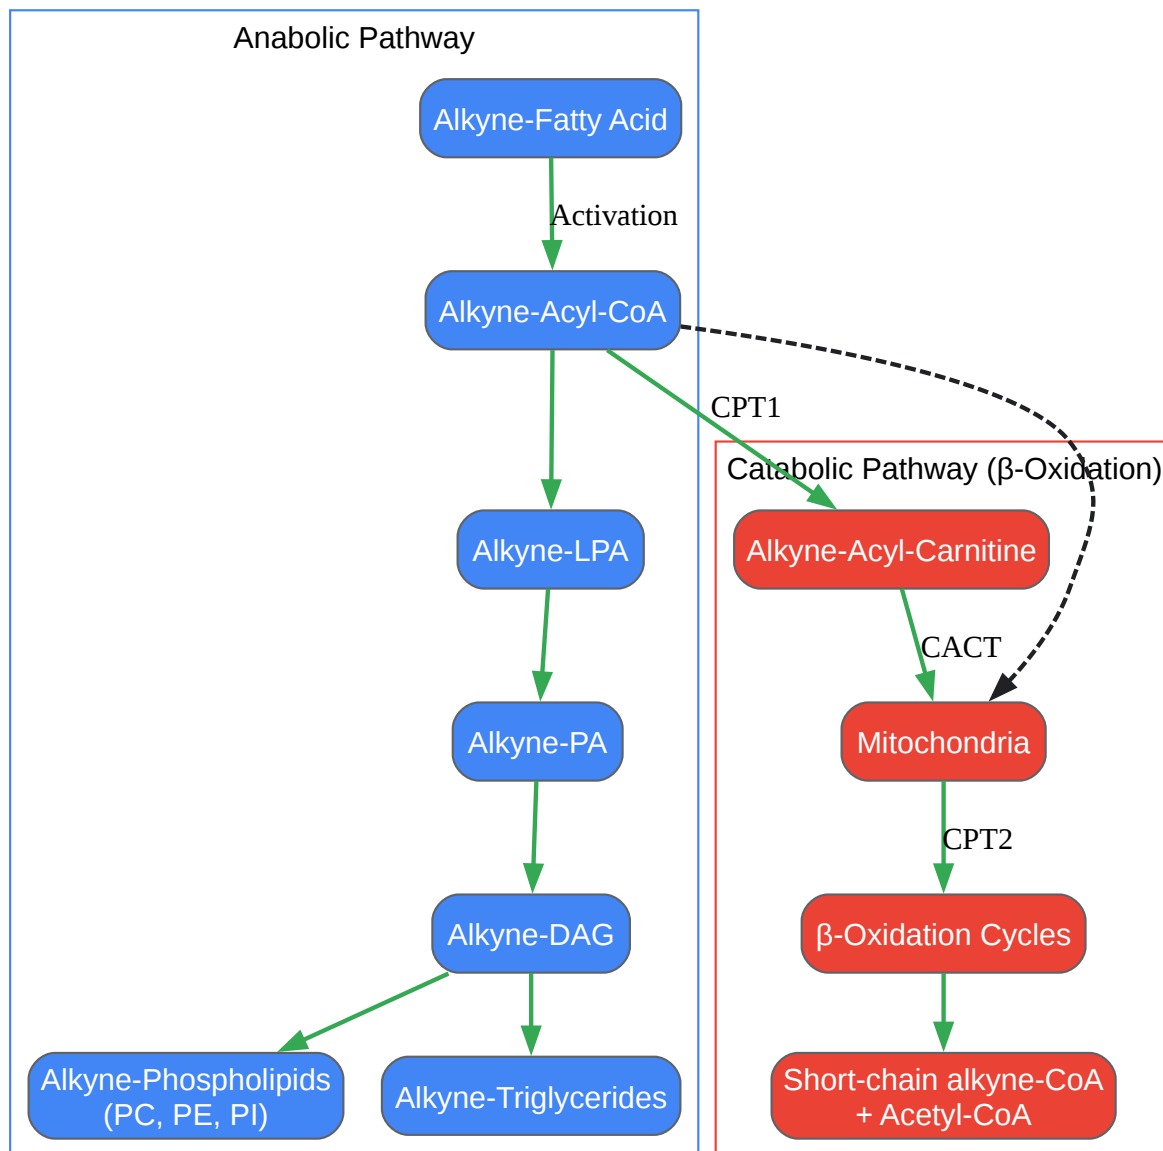 Anabolic Pathway
Alkyne-Fatty Acid
Activation
Alkyne-Acyl-CoA
CPT1
Catabolic Pathway (β-Oxidation)
Alkyne-LPA
Alkyne-Acyl-Carnitine
CACT
Alkyne-PA
Mitochondria
CPT2
Alkyne-DAG
β-Oxidation Cycles
Alkyne-Phospholipids
(PC, PE, PI)
Alkyne-Triglycerides
Short-chain alkyne-CoA
+ Acetyl-CoA